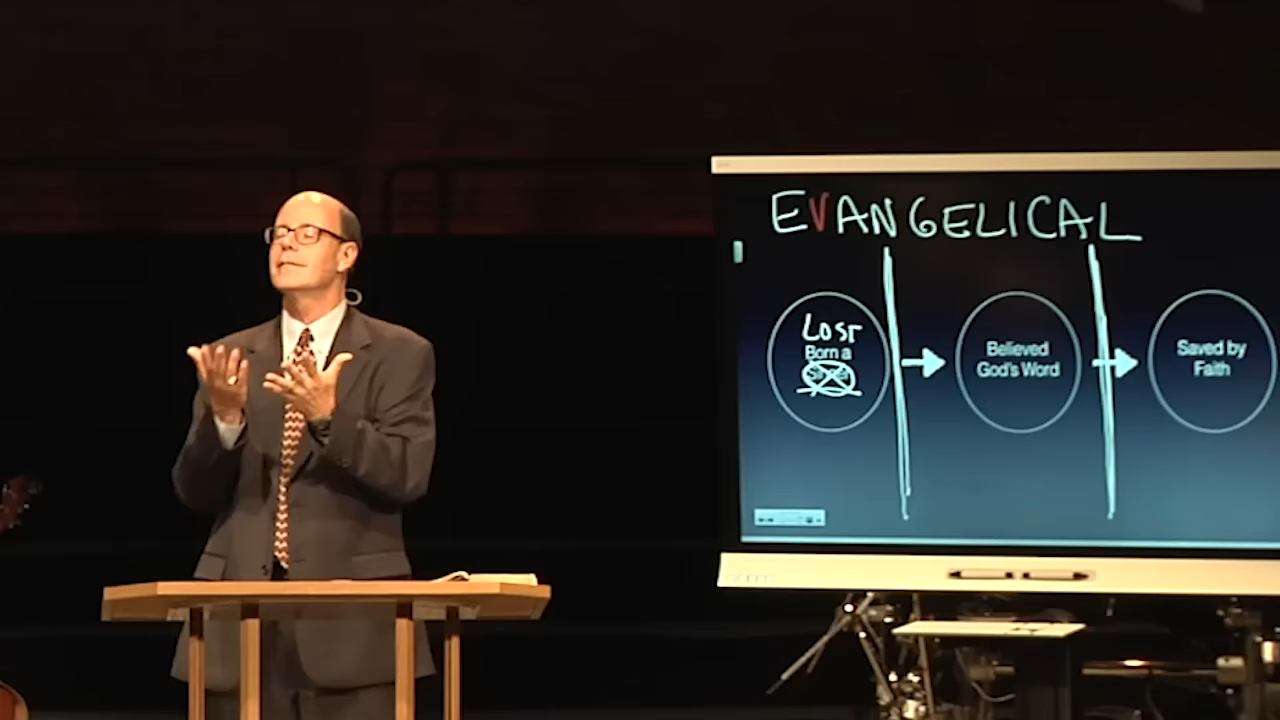 EVANGELICAL
LOST
Born a
Believed
God's Word
Saved by
Faith